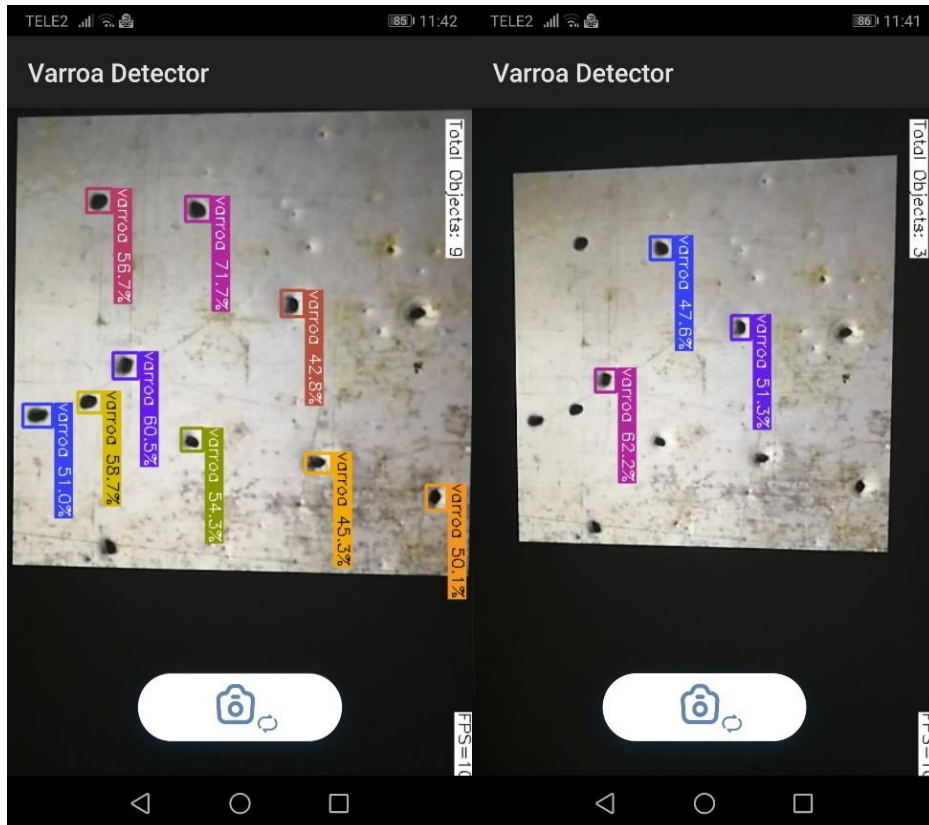 TELE2 85 11:42
Varroa Detector
Total Objects: 9
varroa 56.7%
varroa 71.7%
varroa 42.8%
varroa 60.5%
varroa 58.7%
varroa 51.0%
varroa 54.3%
varroa 45.3%
varroa 50.1%
FPS=10
TELE2 86 11:41
Varroa Detector
Total Objects: 3
varroa 47.6%
varroa 51.3%
varroa 62.2%